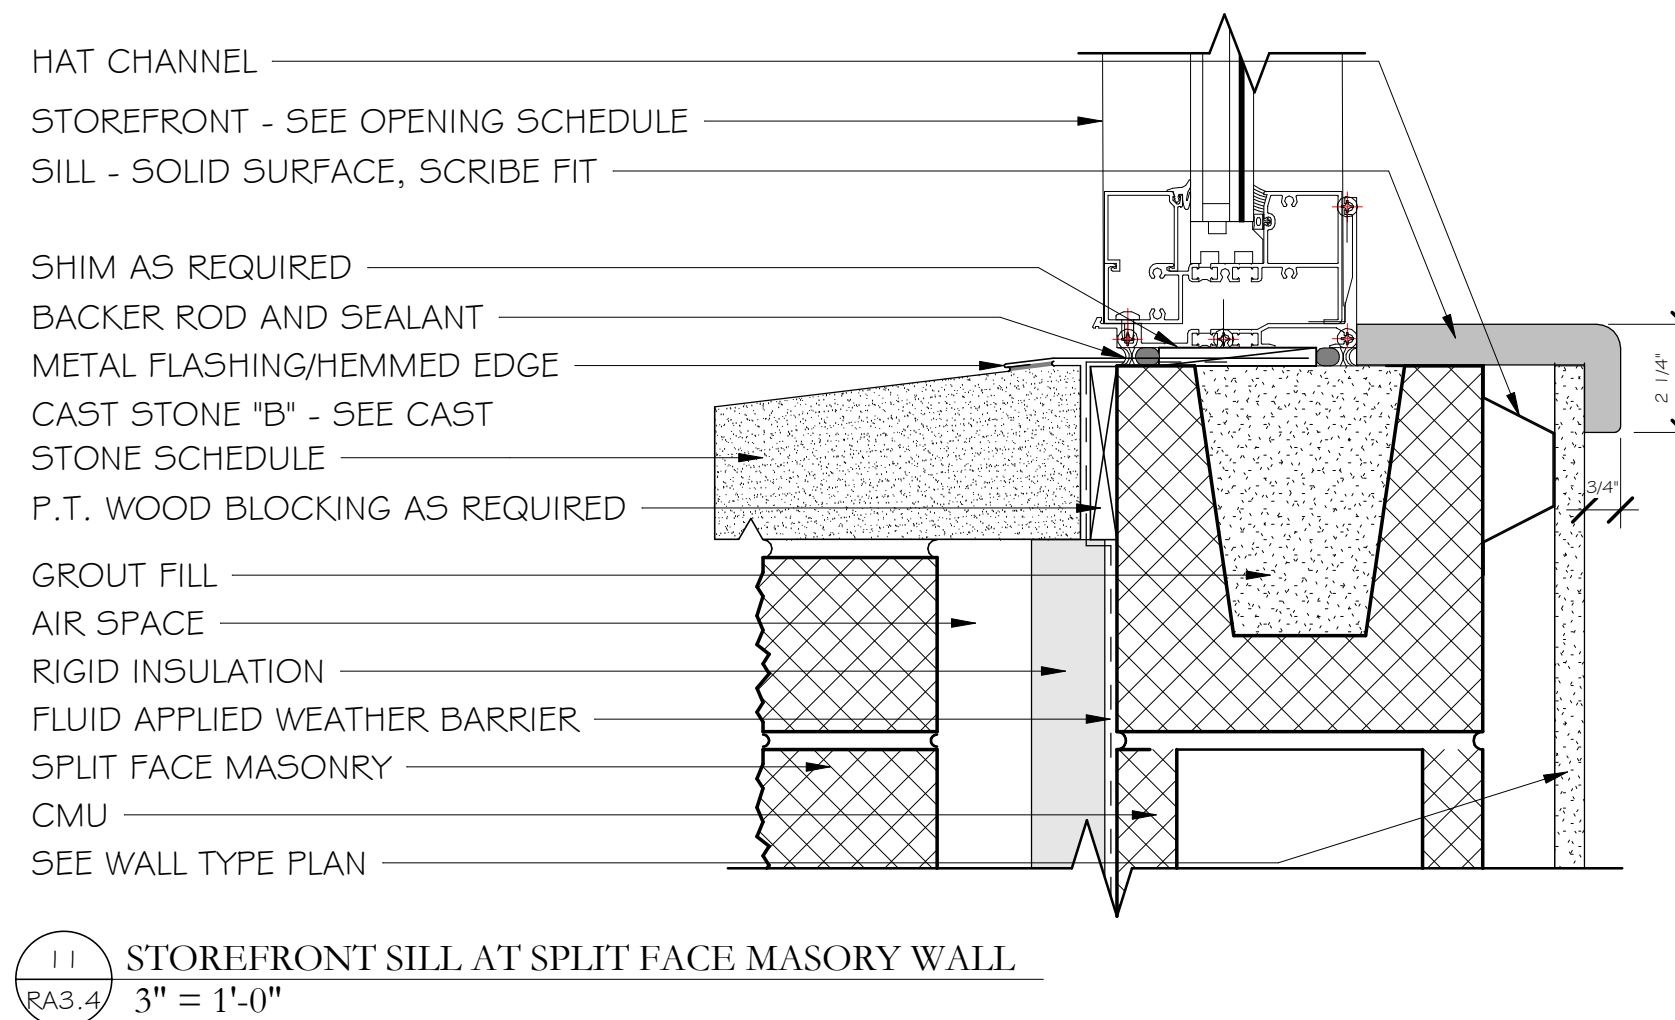 HAT CHANNEL
STOREFRONT - SEE OPENING SCHEDULE
SILL - SOLID SURFACE, SCRIBE FIT
SHIM AS REQUIRED
BACKER ROD AND SEALANT
METAL FLASHING/HEMMED EDGE
CAST STONE "B" - SEE CAST
STONE SCHEDULE
P.T. WOOD BLOCKING AS REQUIRED
GROUT FILL
AIR SPACE
RIGID INSULATION
FLUID APPLIED WEATHER BARRIER
SPLIT FACE MASONRY
CMU
SEE WALL TYPE PLAN
2 1/4"
3/4"
11
RA3.4
STOREFRONT SILL AT SPLIT FACE MASORY WALL
3" = 1'-0"